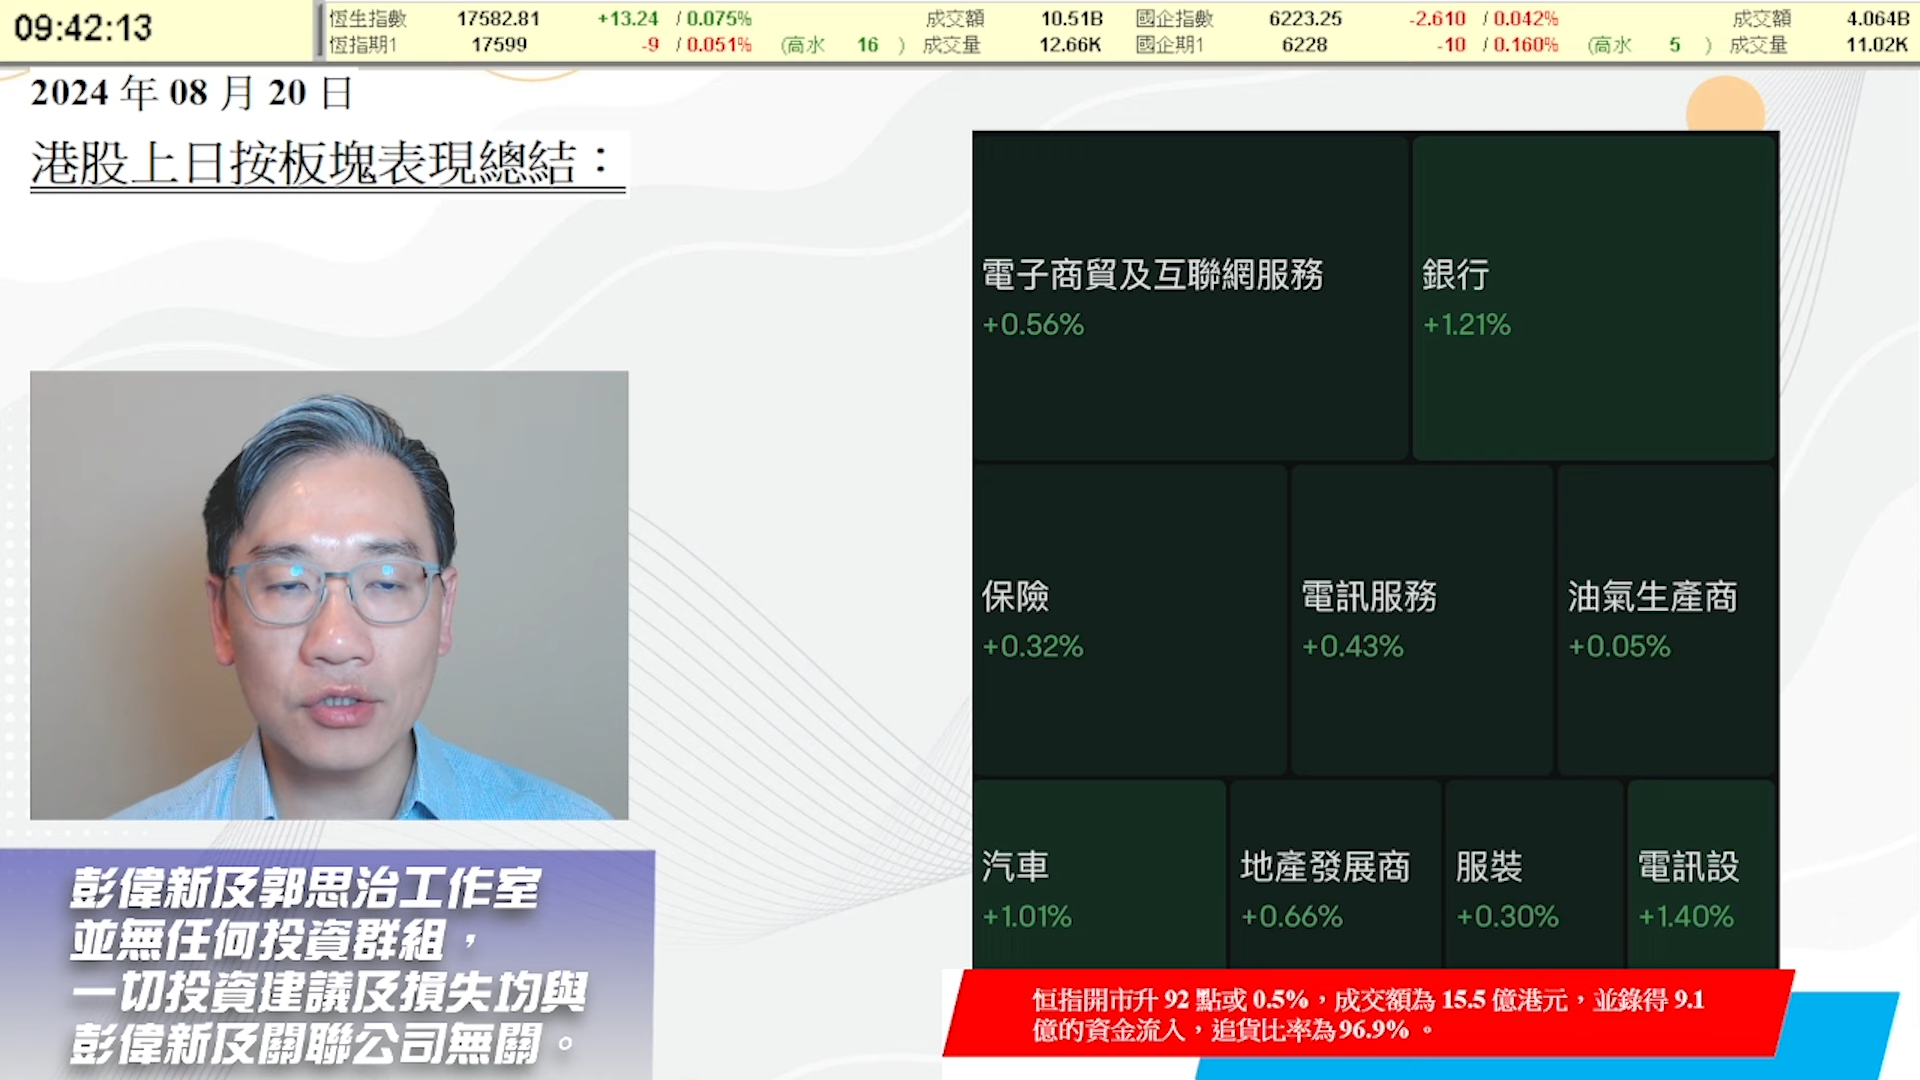 09:42:13
恆生指數 17582.81 +13.24 / 0.075% 成交額 10.51B 國企指數 6223.25 -2.610 / 0.042% 成交額 4.064B
恆指期1 17599 -9 / 0.051% (高水 16 ) 成交量 12.66K 國企期1 6228 -10 / 0.160% (高水 5 ) 成交量 11.02K
2024 年 08 月 20 日
港股上日按板塊表現總結：
電子商貿及互聯網服務
+0.56%
銀行
+1.21%
保險
+0.32%
電訊服務
+0.43%
油氣生產商
+0.05%
汽車
+1.01%
地產發展商
+0.66%
服裝
+0.30%
電訊設
+1.40%
彭偉新及郭思治工作室
並無任何投資群組，
一切投資建議及損失均與
彭偉新及關聯公司無關。
恒指開市升 92 點或 0.5%，成交額為 15.5 億港元，並錄得 9.1
億的資金流入，追貨比率為 96.9% 。